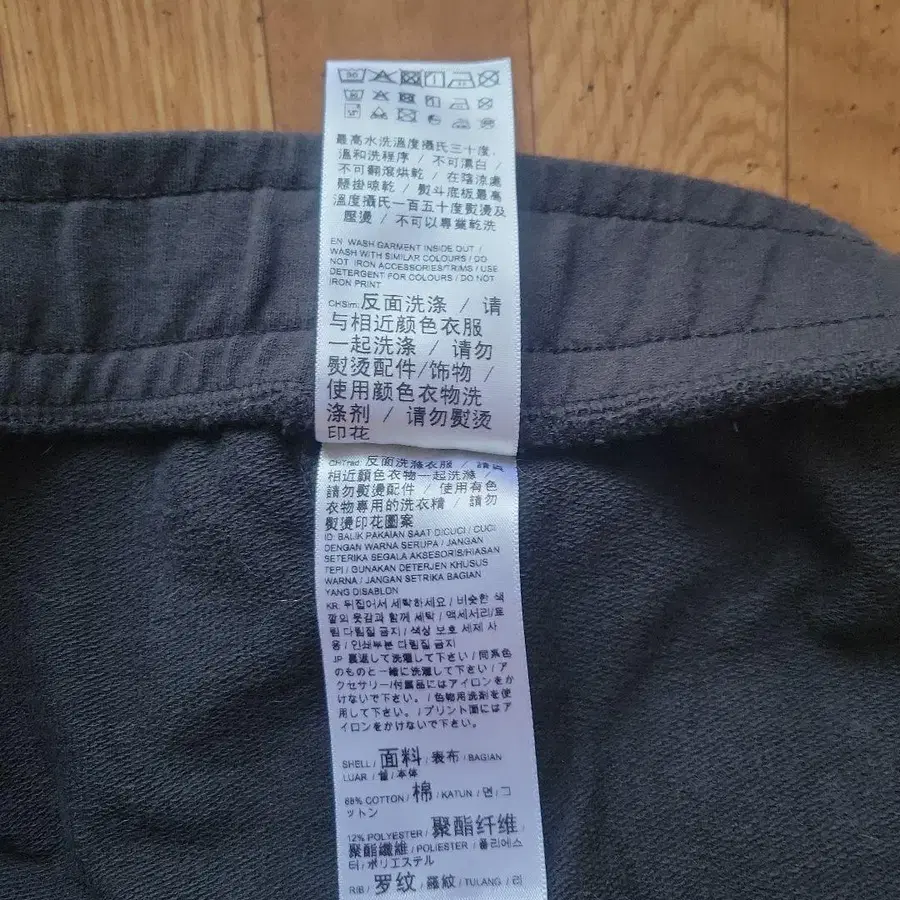 最高水洗溫度攝氏三十度,
溫和洗程序 / 不可漂白 /
不可翻滾烘乾 / 在陰涼處
懸掛晾乾 / 熨斗底板最高
溫度攝氏一百五十度熨燙及
壓燙 / 不可以專業乾洗
EN: WASH GARMENT INSIDE OUT /
WASH WITH SIMILAR COLOURS / DO
NOT IRON ACCESSORIES/TRIMS / USE
DETERGENT FOR COLOURS / DO NOT
IRON PRINT
CHSim: 反面洗涤 / 请
与相近颜色衣服
一起洗涤 / 请勿
熨烫配件/饰物 /
使用颜色衣物洗
涤剂 / 请勿熨烫
印花
CHTrad: 反面洗滌衣服 / 請與
相近顏色衣物一起洗滌 /
請勿熨燙配件 / 使用有色
衣物專用的洗衣精 / 請勿
熨燙印花圖案
ID: BALIK PAKAIAN SAAT DICUCI / CUCI
DENGAN WARNA SERUPA / JANGAN
SETERIKA SEGALA AKSESORIS/HIASAN
TEPI / GUNAKAN DETERJEN KHUSUS
WARNA / JANGAN SETRIKA BAGIAN
YANG DISABLON
KR: 뒤집어서 세탁하세요 / 비슷한 색
깔의 옷감과 함께 세탁 / 액세서리/트
림 다림질 금지 / 색상 보호 세제 사
용 / 인쇄부분 다림질 금지
JP: 裏返して洗濯して下さい / 同系色
のものと一緒に洗濯して下さい / ア
クセサリー/付属品にはアイロンをか
けないで下さい。 / 色物用洗剤を使
用して下さい。 / プリント面にはア
イロンをかけないで下さい。
SHELL / 面料 / 表布 / BAGIAN
LUAR / 겉 / 本体
88% COTTON / 棉 / KATUN / 면 / コ
ットン
12% POLYESTER / 聚酯纤维 /
聚酯纖維 / POLIESTER / 폴리에스
터 / ポリエステル
RIB / 罗纹 / 羅紋 / TULANG / 리